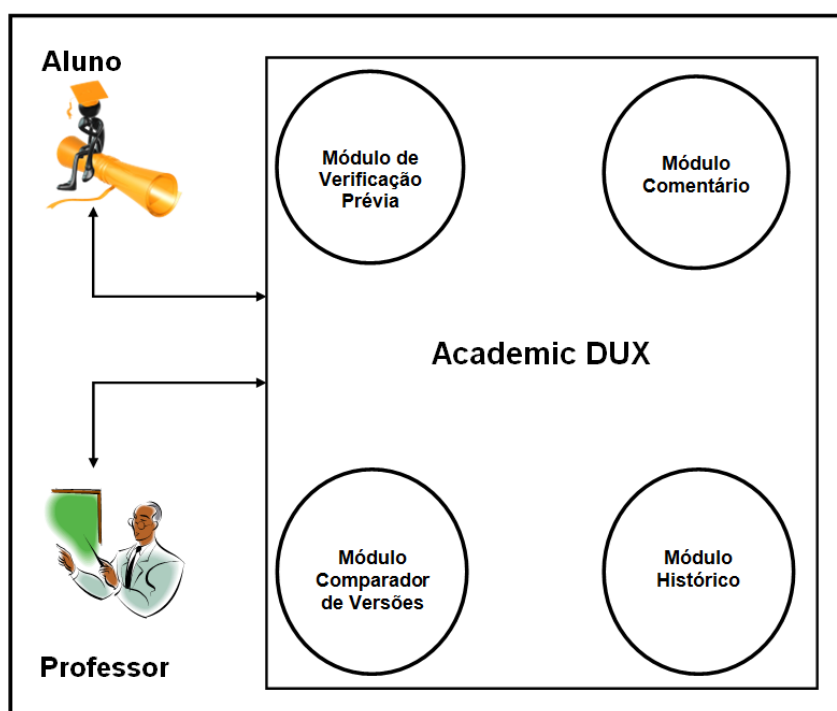 Aluno
Módulo de
Verificação
Prévia
Módulo
Comentário
Academic DUX
Módulo
Comparador
de Versões
Módulo
Histórico
Professor